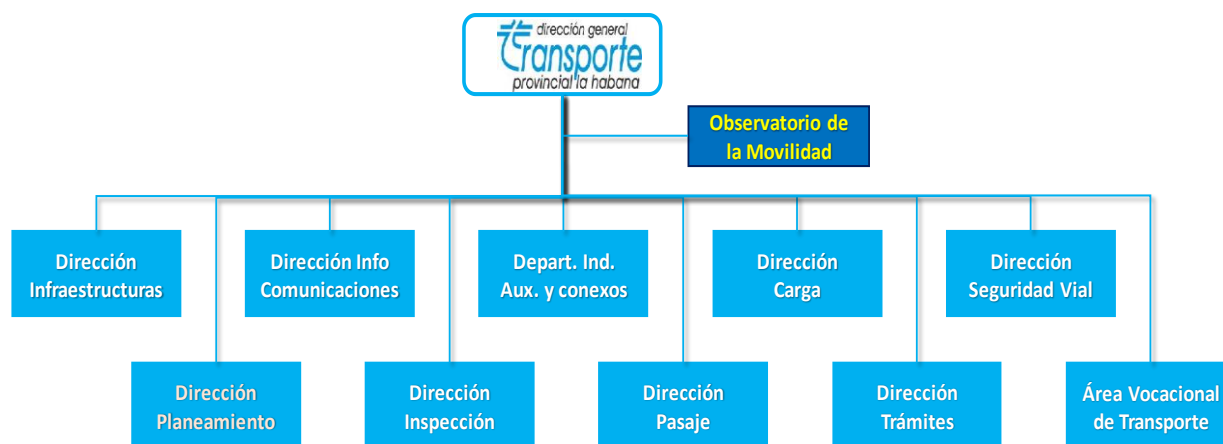 dirección general
transporte
provincial la habana
Observatorio de
la Movilidad
Dirección
Infraestructuras
Dirección Info
Comunicaciones
Depart. Ind.
Aux. y conexos
Dirección
Carga
Dirección
Seguridad Vial
Dirección
Planeamiento
Dirección
Inspección
Dirección
Pasaje
Dirección
Trámites
Área Vocacional
de Transporte